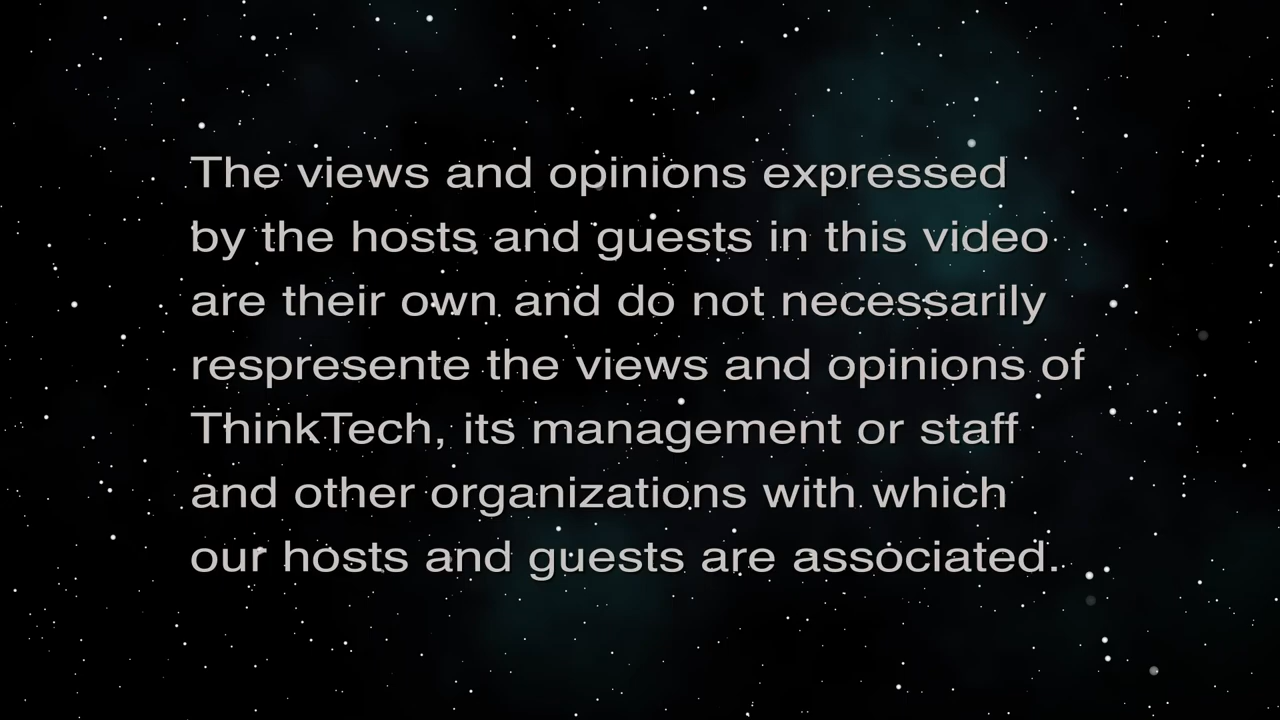 The views and opinions expressed
by the hosts and guests in this video
are their own and do not necessarily
respresente the views and opinions of
ThinkTech, its management or staff
and other organizations with which
our hosts and guests are associated.